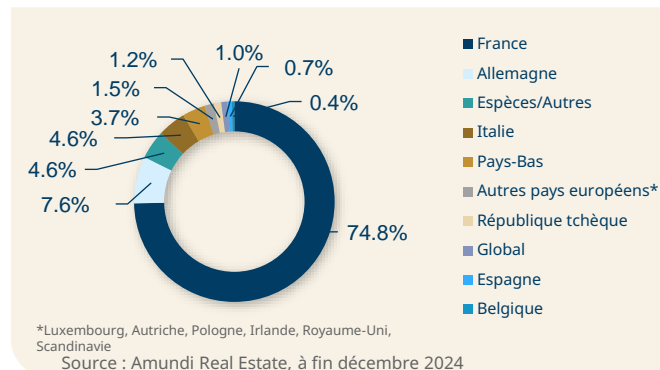 1.2%
1.0%
0.7%
1.5%
0.4%
3.7%
4.6%
4.6%
7.6%
74.8%
France
Allemagne
Espèces/Autres
Italie
Pays-Bas
Autres pays européens*
République tchèque
Global
Espagne
Belgique
*Luxembourg, Autriche, Pologne, Irlande, Royaume-Uni,
Scandinavie
Source : Amundi Real Estate, à fin décembre 2024